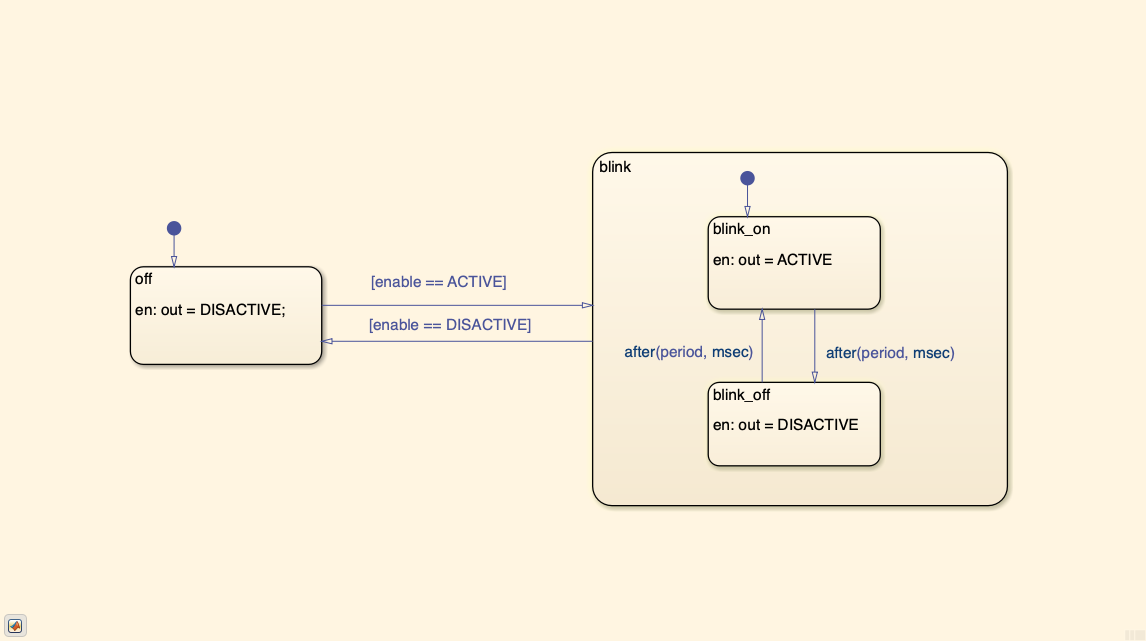 off
en: out = DISACTIVE;
[enable == ACTIVE]
[enable == DISACTIVE]
blink
blink_on
en: out = ACTIVE
after(period, msec)
after(period, msec)
blink_off
en: out = DISACTIVE